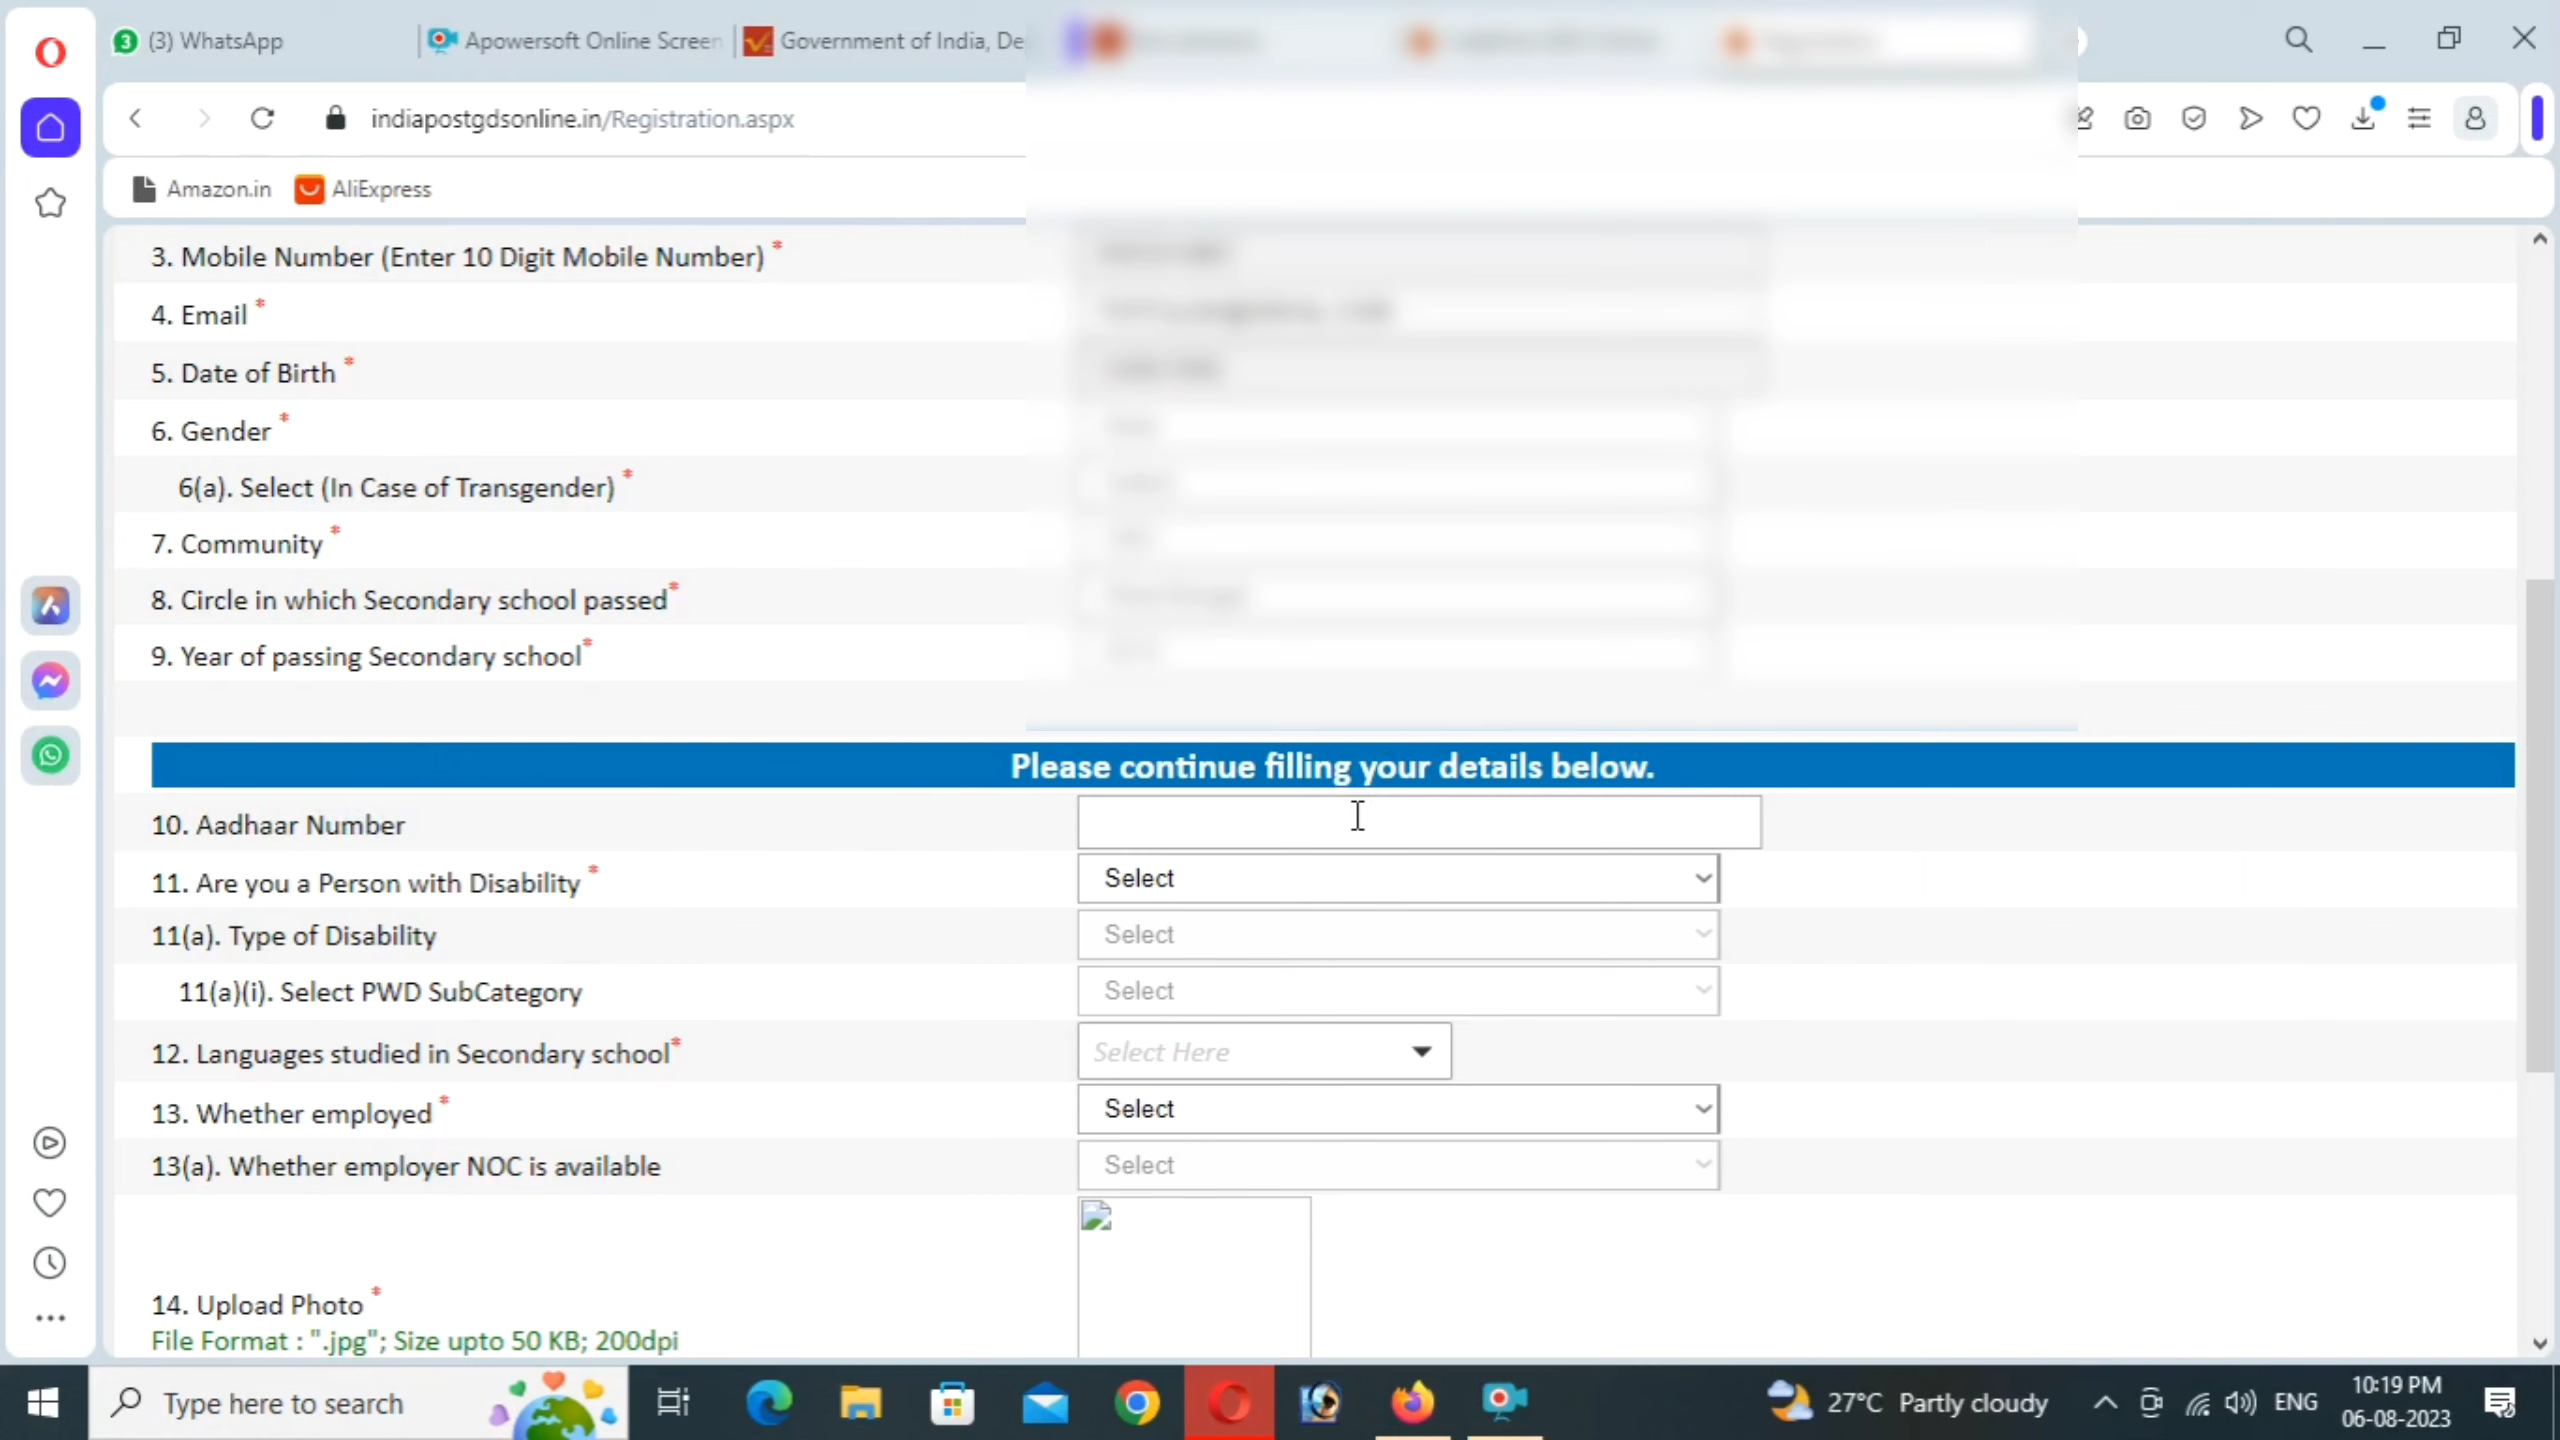 (3) WhatsApp
Apowersoft Online Screen
Government of India, De
indiapostgdsonline.in/Registration.aspx
Amazon.in
AliExpress
3. Mobile Number (Enter 10 Digit Mobile Number) *
4. Email *
5. Date of Birth *
6. Gender *
6(a). Select (In Case of Transgender) *
7. Community *
8. Circle in which Secondary school passed*
9. Year of passing Secondary school*
Please continue filling your details below.
10. Aadhaar Number
11. Are you a Person with Disability * Select
11(a). Type of Disability Select
11(a)(i). Select PWD SubCategory Select
12. Languages studied in Secondary school* Select Here
13. Whether employed * Select
13(a). Whether employer NOC is available Select
14. Upload Photo *
File Format : ".jpg"; Size upto 50 KB; 200dpi
Type here to search
27°C Partly cloudy
ENG
10:19 PM
06-08-2023